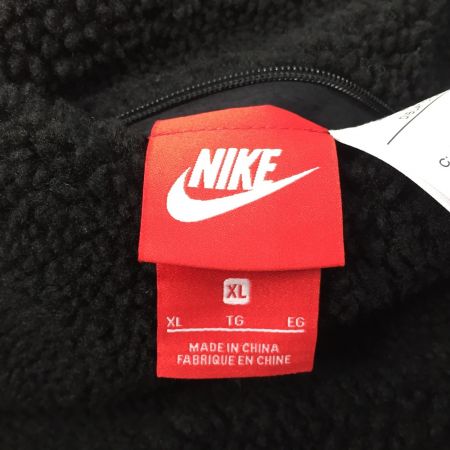 NIKE
XL
XL TG EG
MADE IN CHINA
FABRIQUE EN CHINE